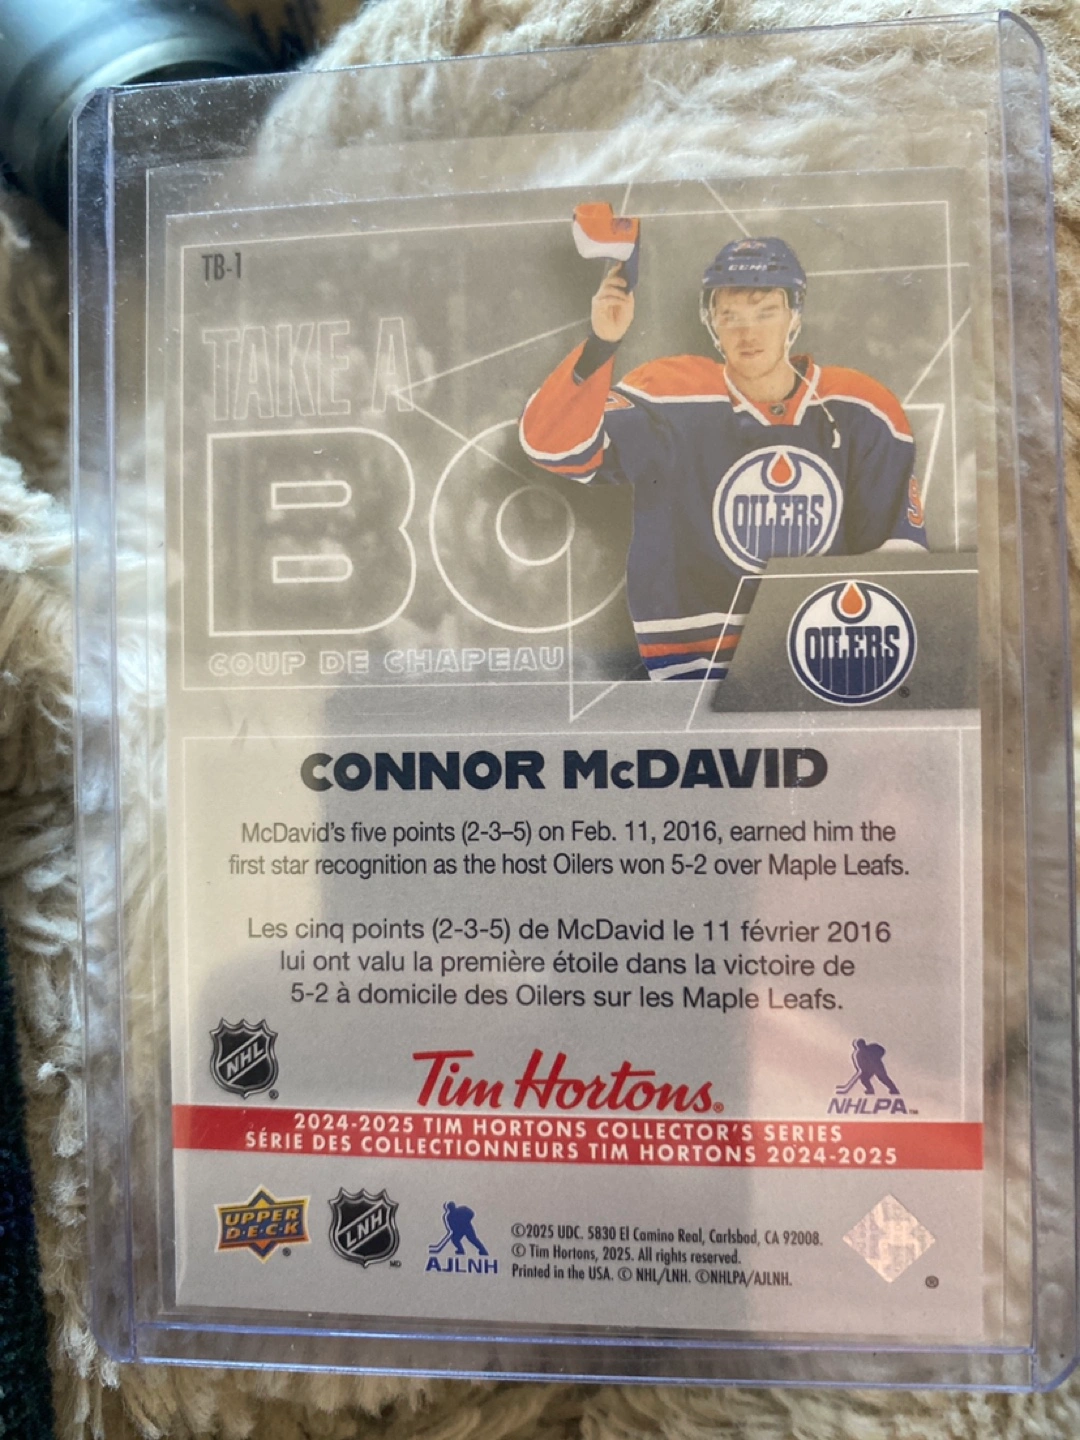 TB-1
CCM
TAKE A
BOW
OILERS
OILERS
COUP DE CHAPEAU
CONNOR McDAVID
McDavid's five points (2-3–5) on Feb. 11, 2016, earned him the
first star recognition as the host Oilers won 5-2 over Maple Leafs.
Les cinq points (2-3-5) de McDavid le 11 février 2016
lui ont valu la première étoile dans la victoire de
5-2 à domicile des Oilers sur les Maple Leafs.
NHL
Tim Hortons®
NHLPA™
2024-2025 TIM HORTONS COLLECTOR'S SERIES
SÉRIE DES COLLECTIONNEURS TIM HORTONS 2024-2025
UPPER
D·E·C·K
®
LNH
MD
AJLNH
©2025 UDC. 5830 El Camino Real, Carlsbad, CA 92008.
© Tim Hortons, 2025. All rights reserved.
Printed in the USA. © NHL/LNH. ©NHLPA/AJLNH.
®